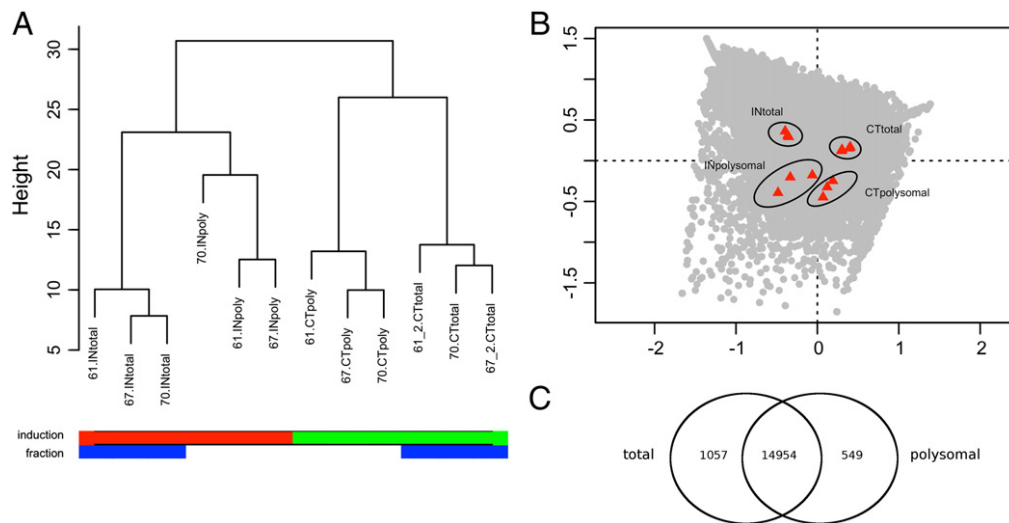 A
Height
30
25
20
15
10
5
61.INtotal
67.INtotal
70.INtotal
70.INpoly
61.INpoly
67.INpoly
61.CTpoly
67.CTpoly
70.CTpoly
61_2.CTtotal
70.CTtotal
67_2.CTtotal
induction
fraction
B
1.5
0.5
-0.5
-1.5
INtotal
CTtotal
INpolysomal
CTpolysomal
-2 -1 0 1 2
C
total 1057 14954 549 polysomal